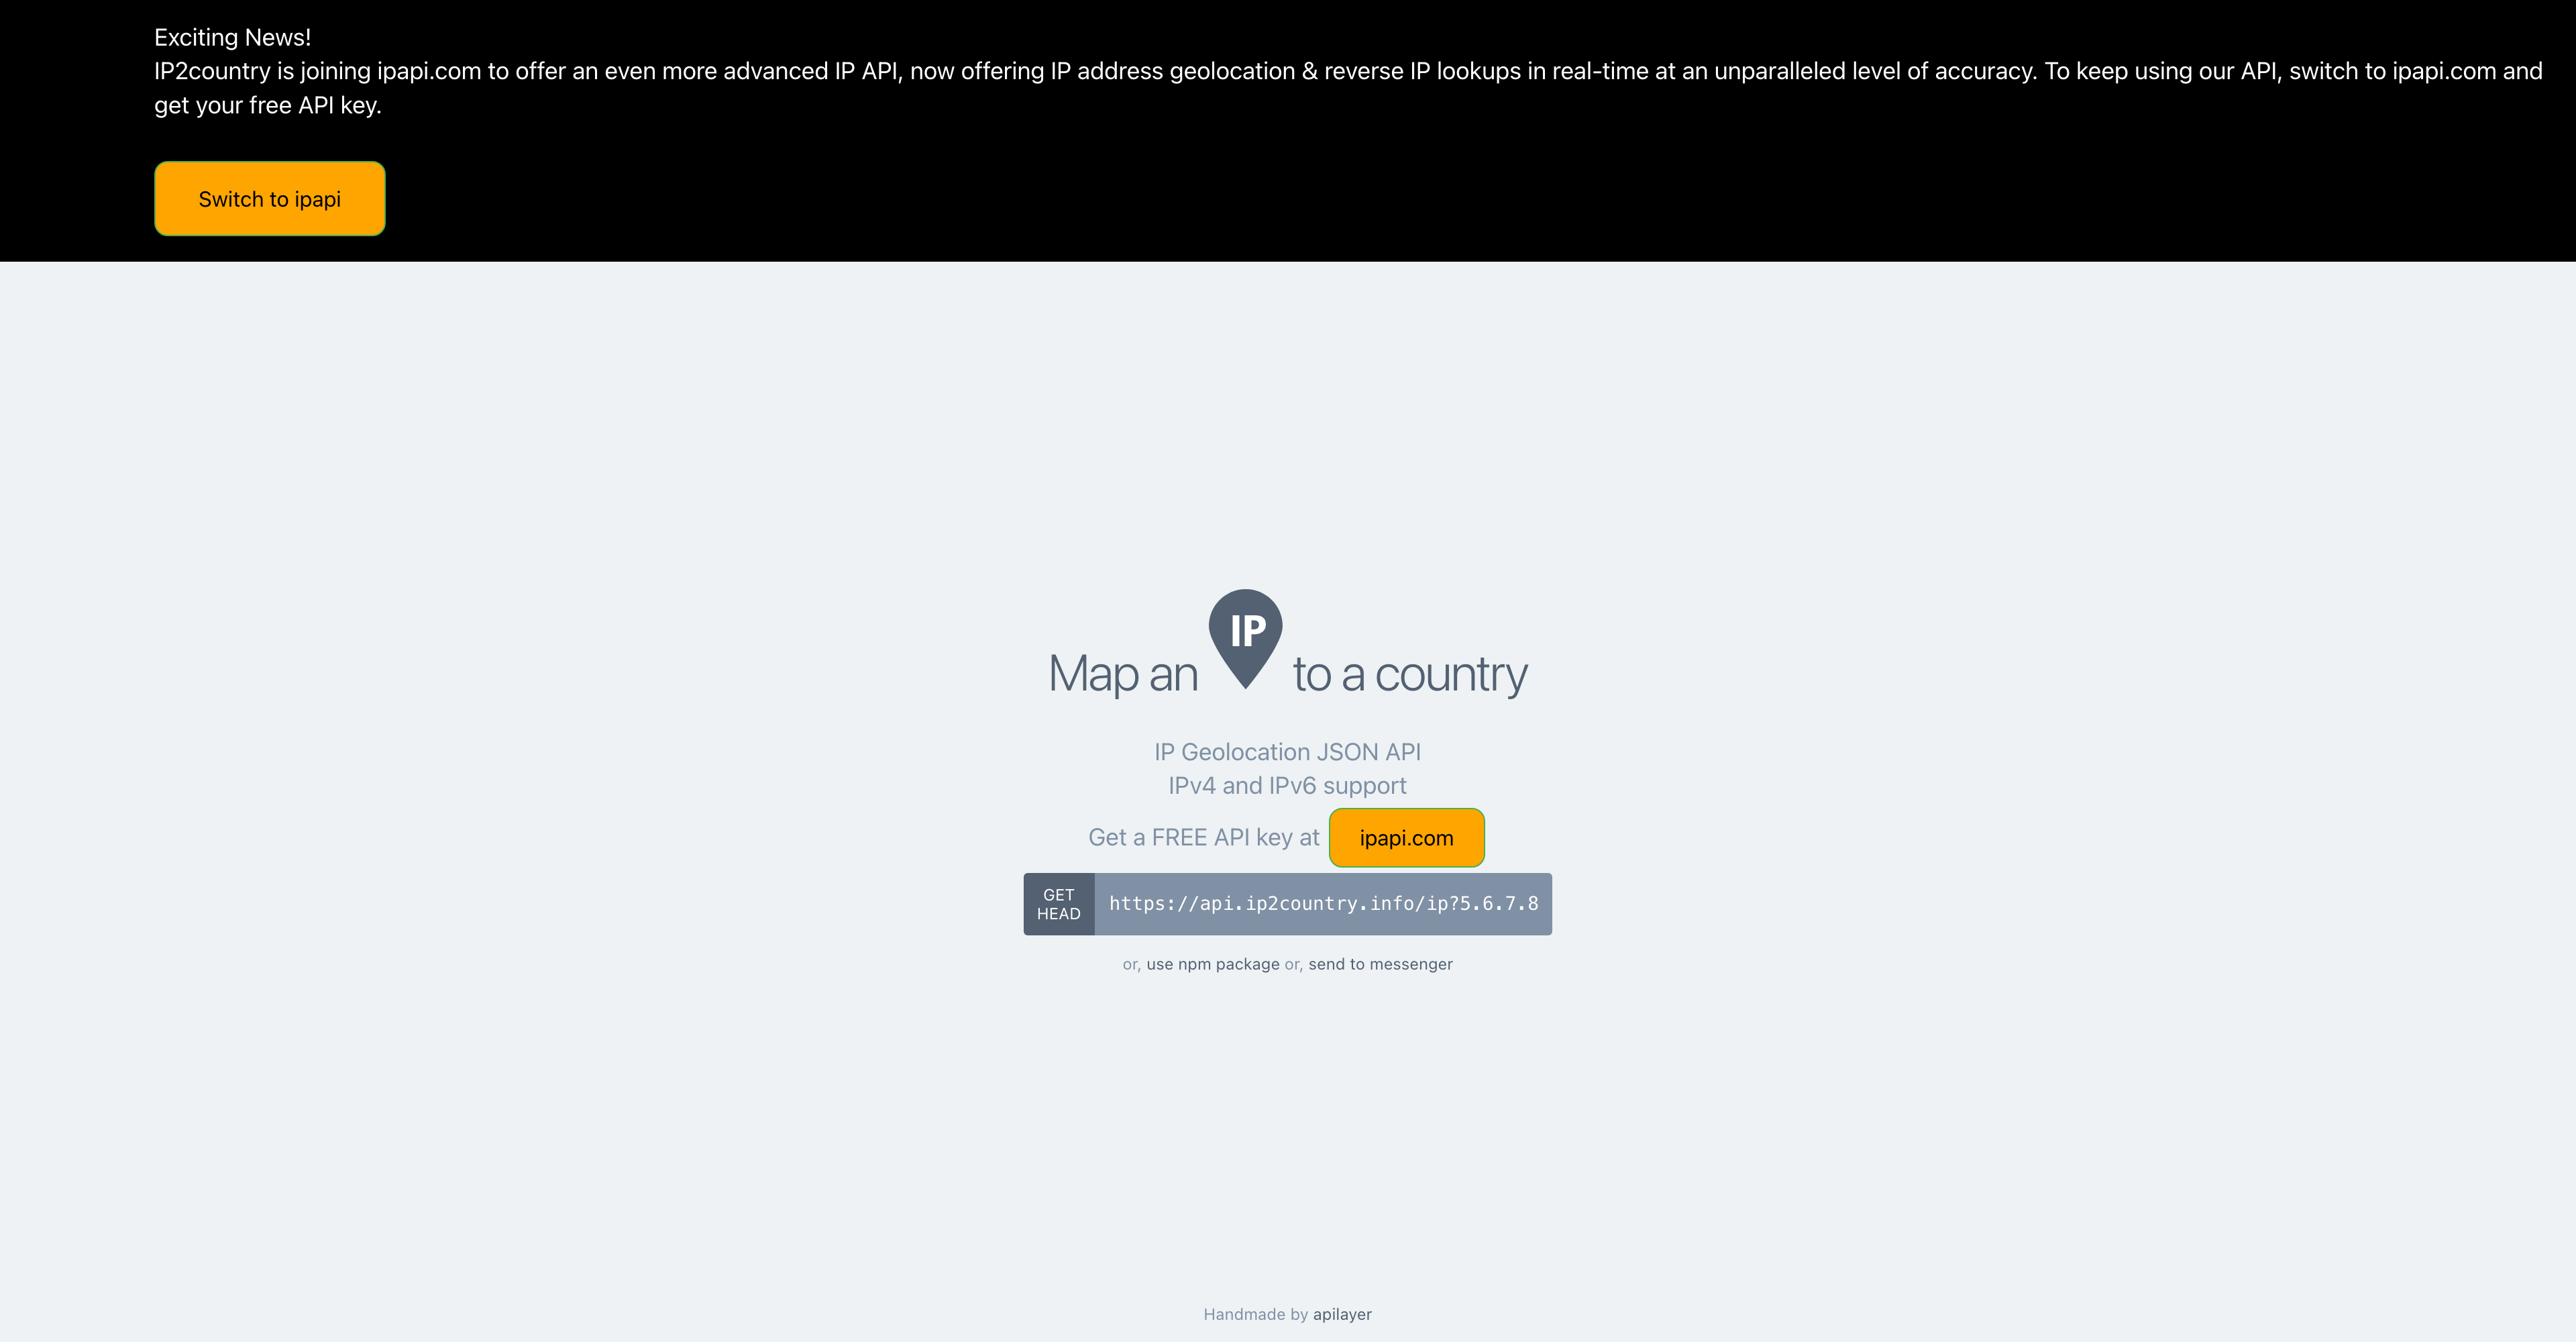 Exciting News!
IP2country is joining ipapi.com to offer an even more advanced IP API, now offering IP address geolocation & reverse IP lookups in real-time at an unparalleled level of accuracy. To keep using our API, switch to ipapi.com and
get your free API key.
Switch to ipapi
Map an IP to a country
IP Geolocation JSON API
IPv4 and IPv6 support
Get a FREE API key at ipapi.com
GET
HEAD
https://api.ip2country.info/ip?5.6.7.8
or, use npm package or, send to messenger
Handmade by apilayer